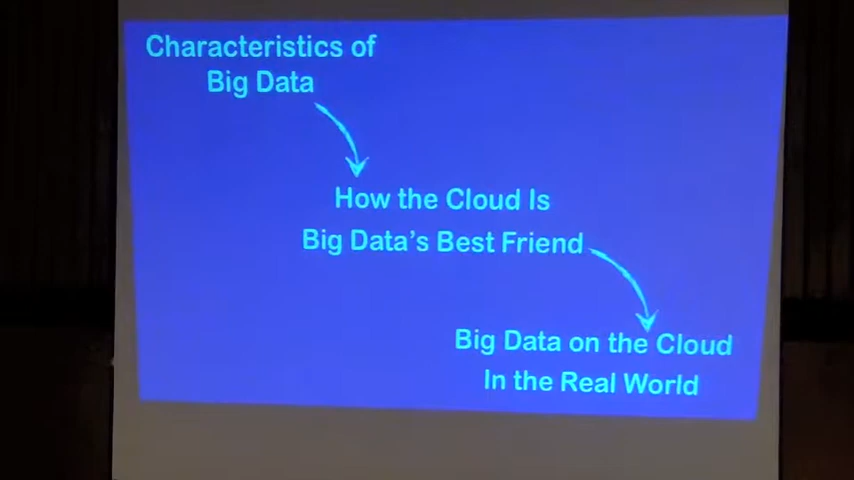 Characteristics of
Big Data
How the Cloud Is
Big Data's Best Friend
Big Data on the Cloud
In the Real World